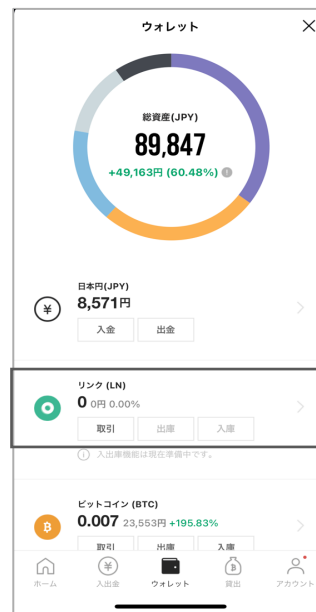 ウォレット
総資産(JPY)
89,847
+49,163円 (60.48%)
日本円(JPY)
8,571円
入金 出金
リンク (LN)
0 0円 0.00%
取引 出庫 入庫
入出庫機能は現在準備中です。
ビットコイン (BTC)
0.007 23,553円 +195.83%
取引 出庫 入庫
ホーム 入出金 ウォレット 貸出 アカウント